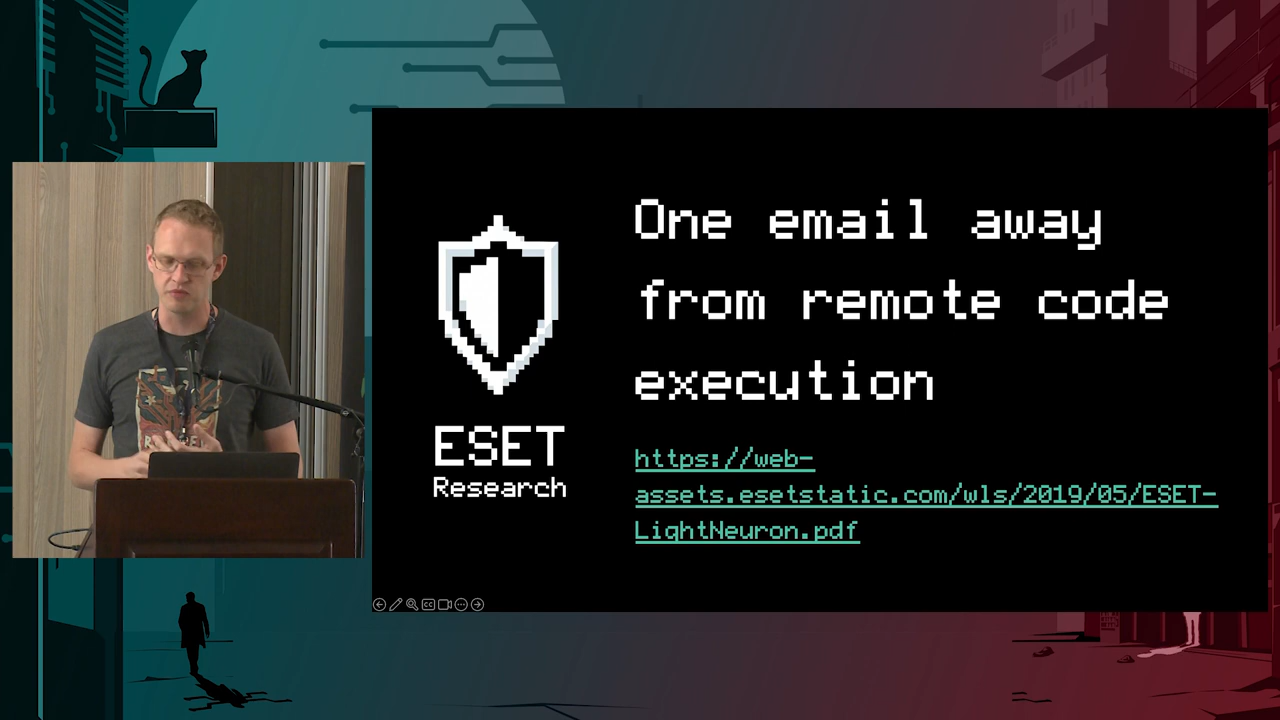 One email away
from remote code
execution
ESET
Research
https://web-
assets.esetstatic.com/wls/2019/05/ESET-
LightNeuron.pdf